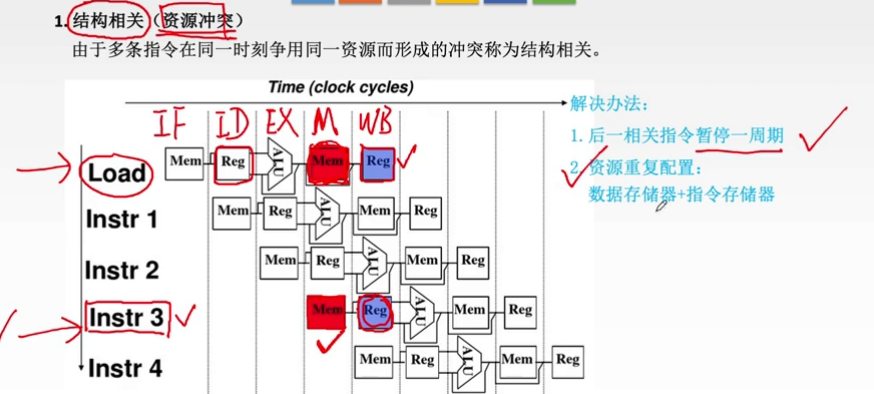 1.结构相关（资源冲突）
由于多条指令在同一时刻争用同一资源而形成的冲突称为结构相关。
Time (clock cycles)
IF ID EX M WB
Load Mem Reg ALU Mem Reg
Instr 1 Mem Reg ALU Mem Reg
Instr 2 Mem Reg ALU Mem Reg
Instr 3 Mem Reg ALU Mem Reg
Instr 4 Mem Reg ALU Mem Reg
解决办法：
1. 后一相关指令暂停一周期
2. 资源重复配置：
数据存储器+指令存储器